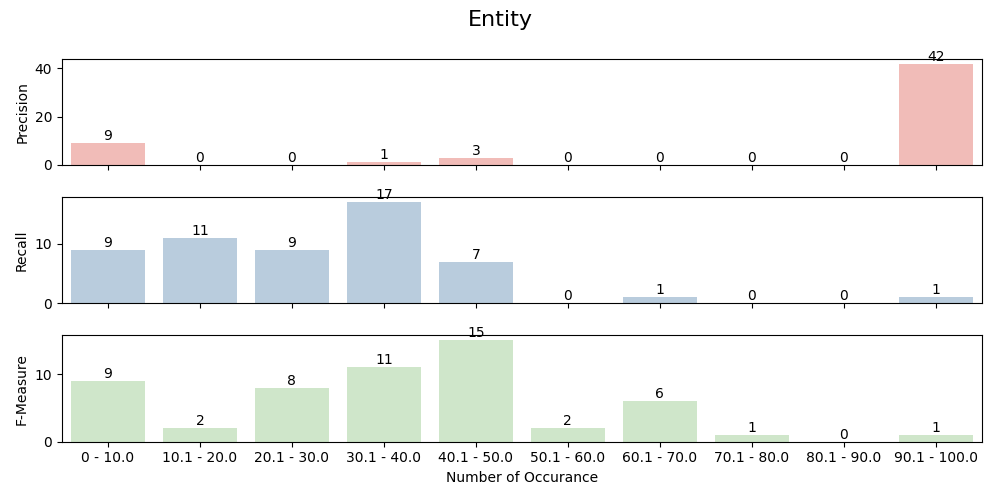 Entity
Precision
40
20
0
9 0 0 1 3 0 0 0 0 42
Recall
10
0
9 11 9 17 7 0 1 0 0 1
F-Measure
10
0
9 2 8 11 15 2 6 1 0 1
0 - 10.0 10.1 - 20.0 20.1 - 30.0 30.1 - 40.0 40.1 - 50.0 50.1 - 60.0 60.1 - 70.0 70.1 - 80.0 80.1 - 90.0 90.1 - 100.0
Number of Occurance